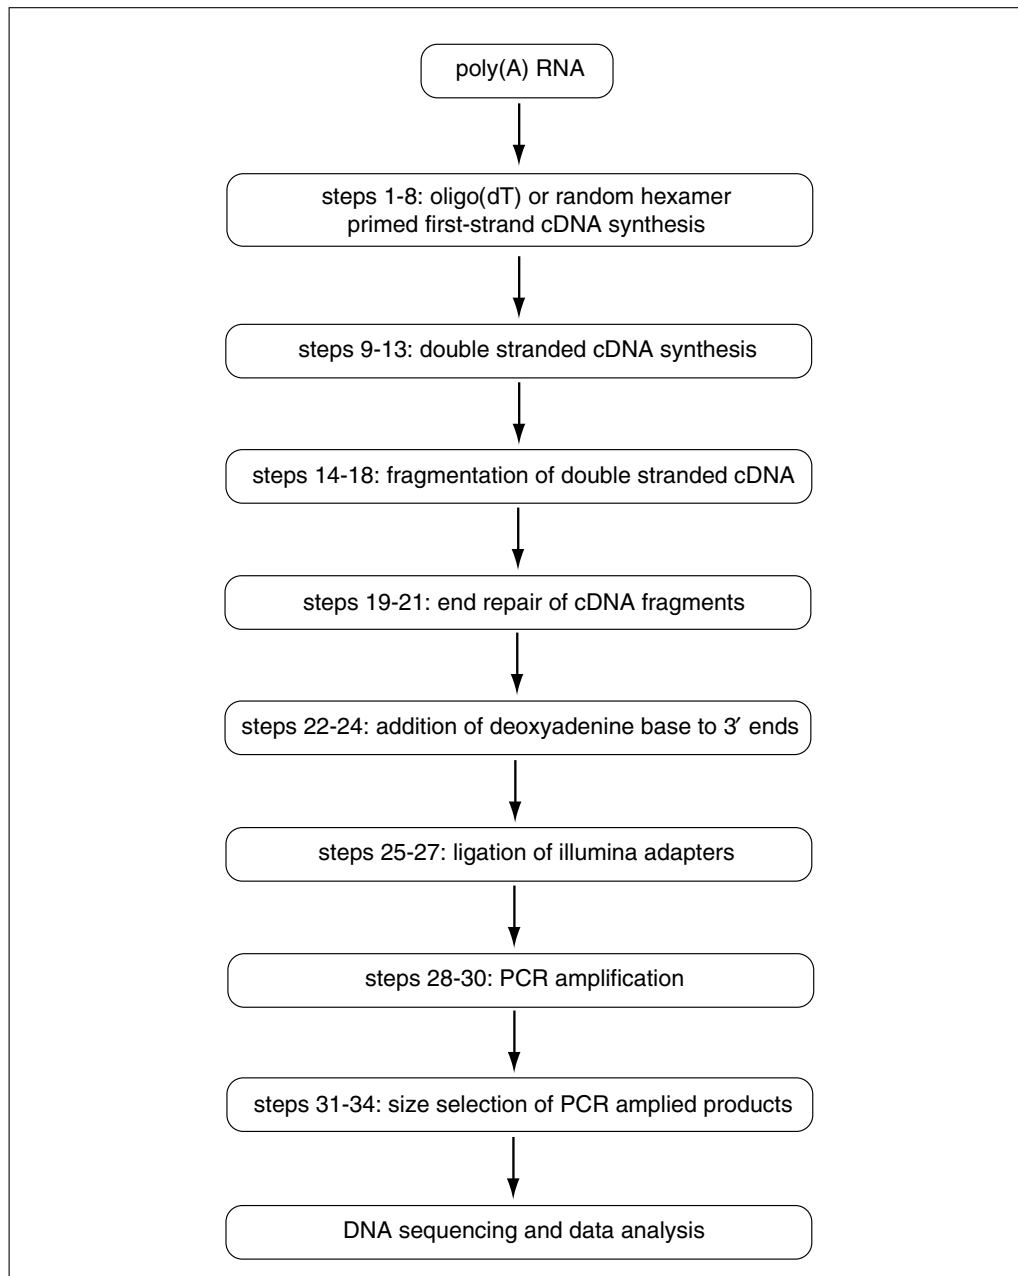 poly(A) RNA
steps 1-8: oligo(dT) or random hexamer
primed first-strand cDNA synthesis
steps 9-13: double stranded cDNA synthesis
steps 14-18: fragmentation of double stranded cDNA
steps 19-21: end repair of cDNA fragments
steps 22-24: addition of deoxyadenine base to 3′ ends
steps 25-27: ligation of illumina adapters
steps 28-30: PCR amplification
steps 31-34: size selection of PCR amplied products
DNA sequencing and data analysis